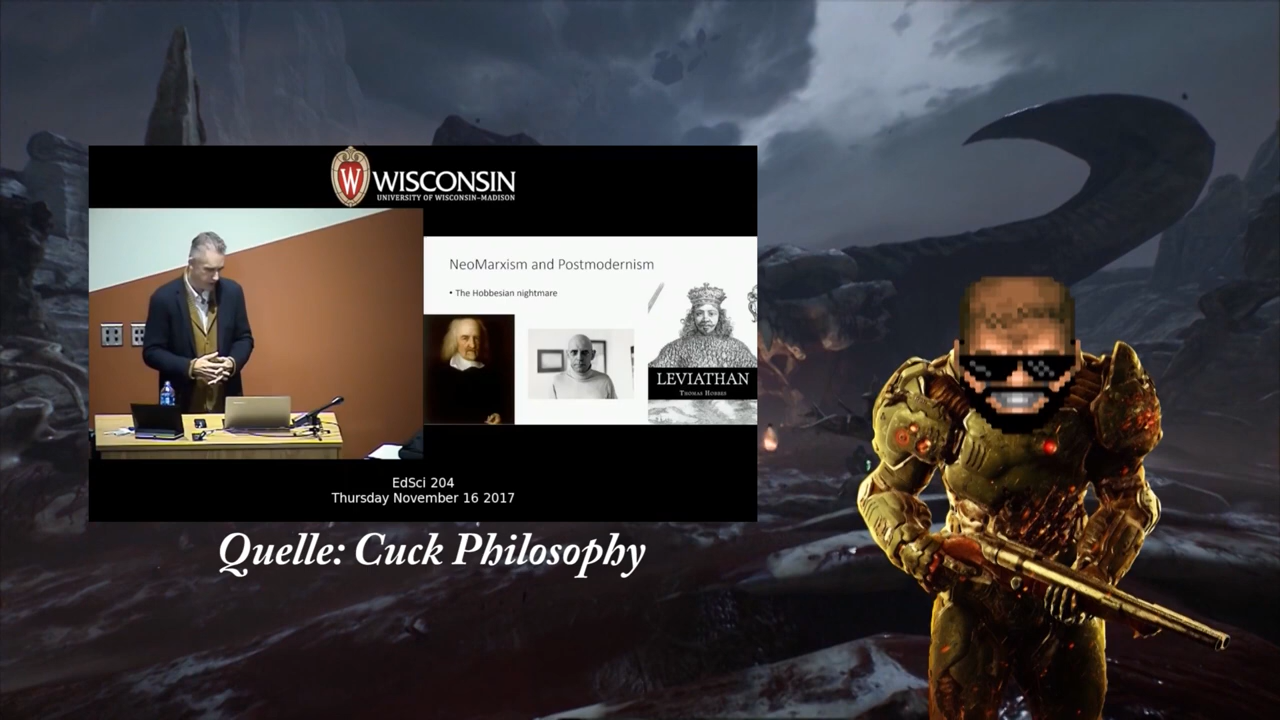 W WISCONSIN
UNIVERSITY OF WISCONSIN–MADISON
NeoMarxism and Postmodernism
• The Hobbesian nightmare
LEVIATHAN
THOMAS HOBBES
EdSci 204
Thursday November 16 2017
Quelle: Cuck Philosophy